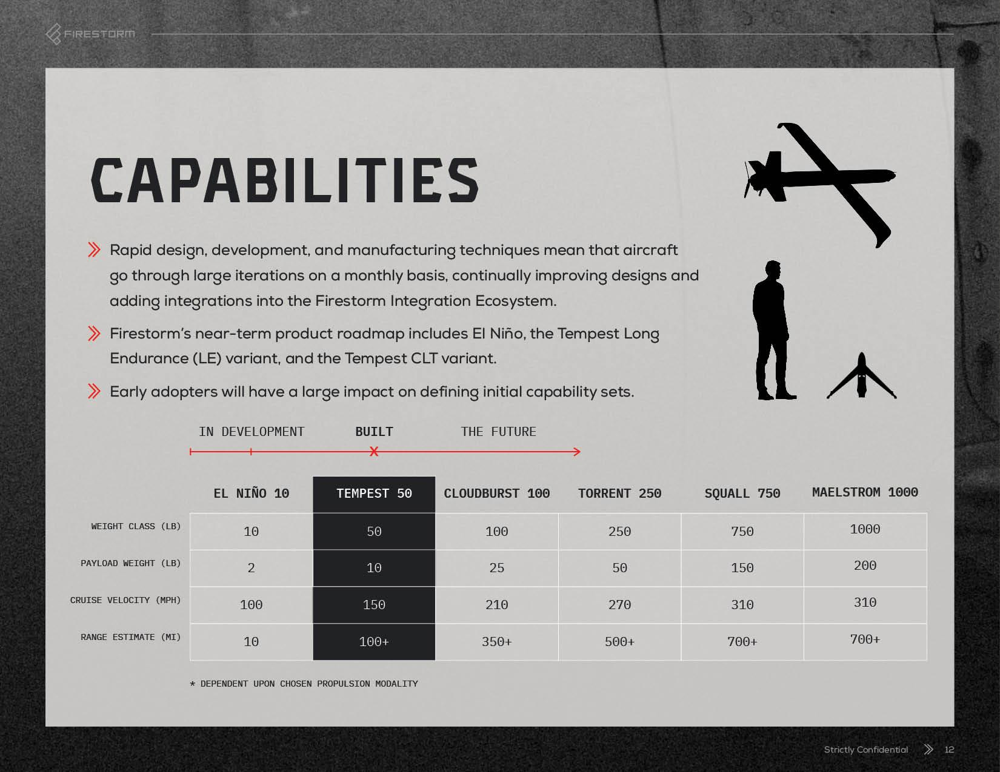 FIRESTORM
CAPABILITIES
Rapid design, development, and manufacturing techniques mean that aircraft
go through large iterations on a monthly basis, continually improving designs and
adding integrations into the Firestorm Integration Ecosystem.
Firestorm's near-term product roadmap includes El Niño, the Tempest Long
Endurance (LE) variant, and the Tempest CLT variant.
Early adopters will have a large impact on defining initial capability sets.
IN DEVELOPMENT BUILT THE FUTURE
EL NIÑO 10 TEMPEST 50 CLOUDBURST 100 TORRENT 250 SQUALL 750 MAELSTROM 1000
WEIGHT CLASS (LB) 10 50 100 250 750 1000
PAYLOAD WEIGHT (LB) 2 10 25 50 150 200
CRUISE VELOCITY (MPH) 100 150 210 270 310 310
RANGE ESTIMATE (MI) 10 100+ 350+ 500+ 700+ 700+
* DEPENDENT UPON CHOSEN PROPULSION MODALITY
Strictly Confidential 12